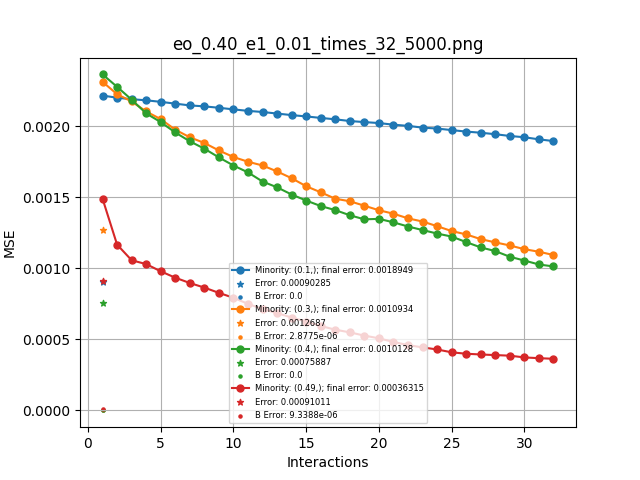 eo_0.40_e1_0.01_times_32_5000.png
MSE
0.0020
0.0015
0.0010
0.0005
0.0000
Minority: (0.1,); final error: 0.0018949
Error: 0.00090285
B Error: 0.0
Minority: (0.3,); final error: 0.0010934
Error: 0.0012687
B Error: 2.8775e-06
Minority: (0.4,); final error: 0.0010128
Error: 0.00075887
B Error: 0.0
Minority: (0.49,); final error: 0.00036315
Error: 0.00091011
B Error: 9.3388e-06
0 5 10 15 20 25 30
Interactions